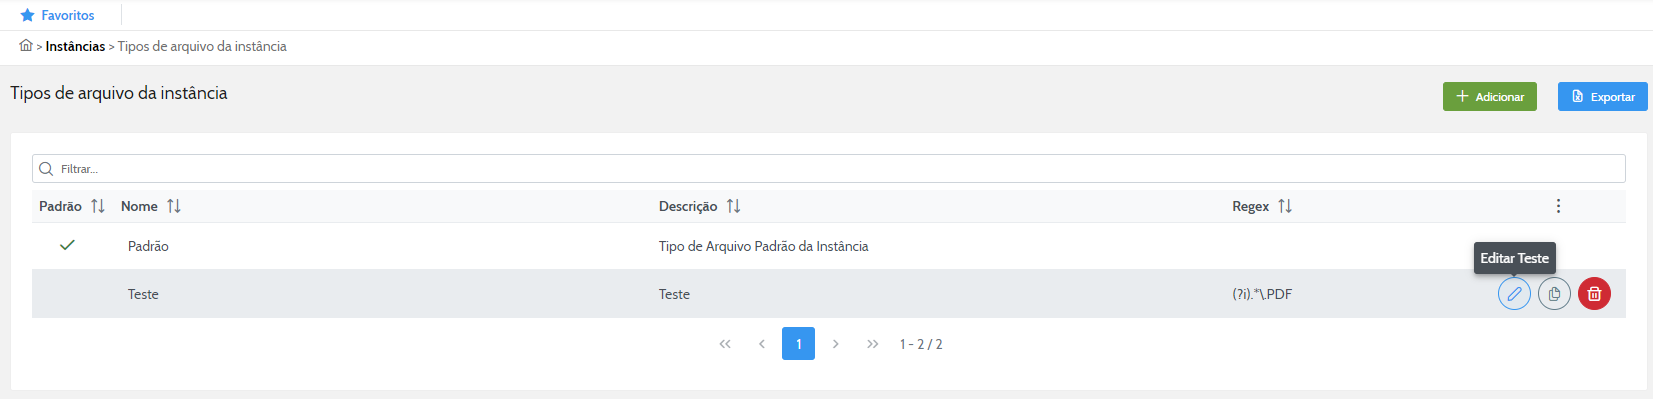 Favoritos
> Instâncias > Tipos de arquivo da instância
Tipos de arquivo da instância
Adicionar
Exportar
Filtrar...
Padrão Nome Descrição Regex
Padrão Tipo de Arquivo Padrão da Instância
Editar Teste
Teste Teste (?i).*\.PDF
<< < 1 > >> 1 - 2 / 2